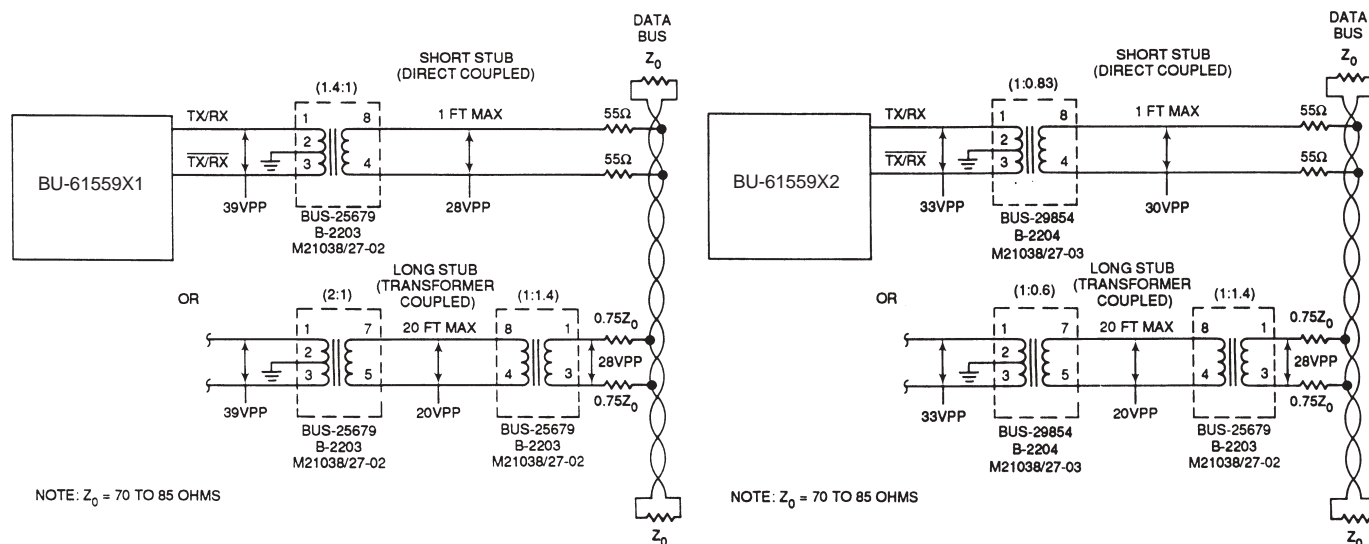 DATA
BUS
Z0
SHORT STUB
(DIRECT COUPLED)
(1.4:1)
TX/RX
1
8
1 FT MAX
55Ω
2
BU-61559X1
TX/RX
3
4
55Ω
39VPP
28VPP
BUS-25679
B-2203
M21038/27-02
LONG STUB
(TRANSFORMER
COUPLED)
OR
(2:1)
(1:1.4)
1
7
20 FT MAX
8
1
0.75Z0
2
28VPP
3
5
4
3
0.75Z0
39VPP
20VPP
BUS-25679
B-2203
M21038/27-02
BUS-25679
B-2203
M21038/27-02
NOTE: Z0 = 70 TO 85 OHMS
Z0
DATA
BUS
Z0
SHORT STUB
(DIRECT COUPLED)
(1:0.83)
TX/RX
1
8
1 FT MAX
55Ω
2
BU-61559X2
TX/RX
3
4
55Ω
33VPP
30VPP
BUS-29854
B-2204
M21038/27-03
LONG STUB
(TRANSFORMER
COUPLED)
OR
(1:0.6)
(1:1.4)
1
7
20 FT MAX
8
1
0.75Z0
2
28VPP
3
5
4
3
0.75Z0
33VPP
20VPP
BUS-29854
B-2204
M21038/27-03
BUS-25679
B-2203
M21038/27-02
NOTE: Z0 = 70 TO 85 OHMS
Z0